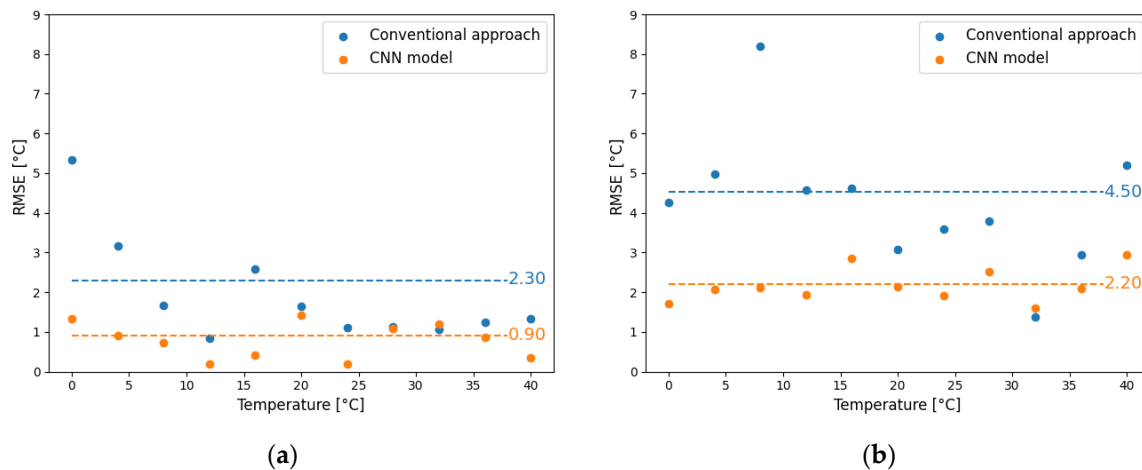 9
8
7
6
5
4
3
2
1
0
RMSE [°C]
Conventional approach
CNN model
2.30
0.90
0 5 10 15 20 25 30 35 40
Temperature [°C]
(a)
9
8
7
6
5
4
3
2
1
0
RMSE [°C]
Conventional approach
CNN model
4.50
2.20
0 5 10 15 20 25 30 35 40
Temperature [°C]
(b)